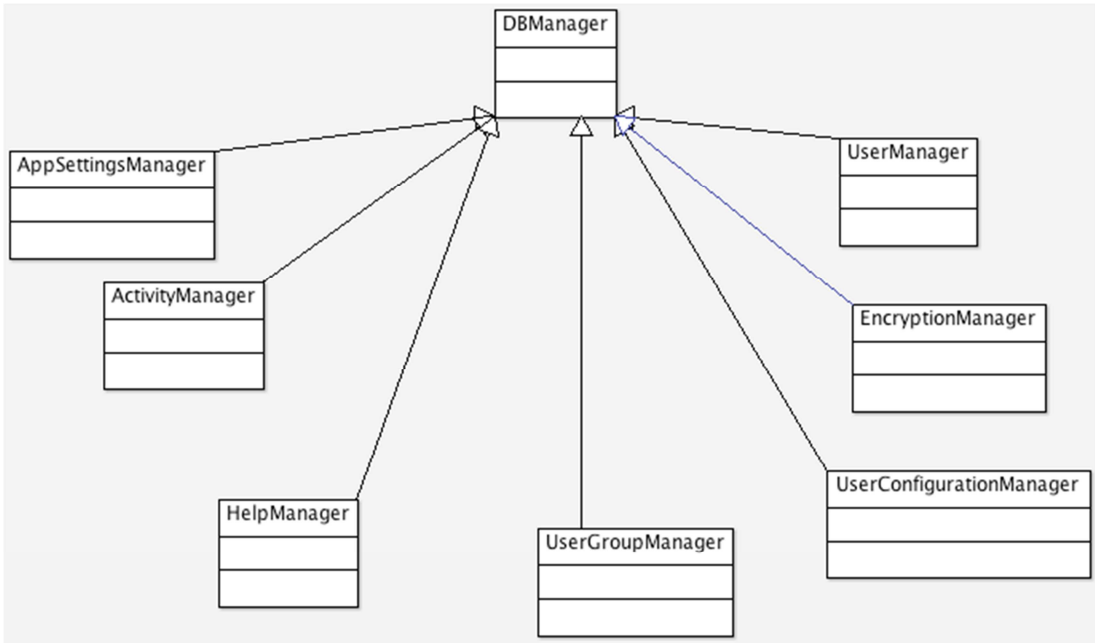 DBManager
AppSettingsManager
UserManager
ActivityManager
EncryptionManager
UserConfigurationManager
HelpManager
UserGroupManager